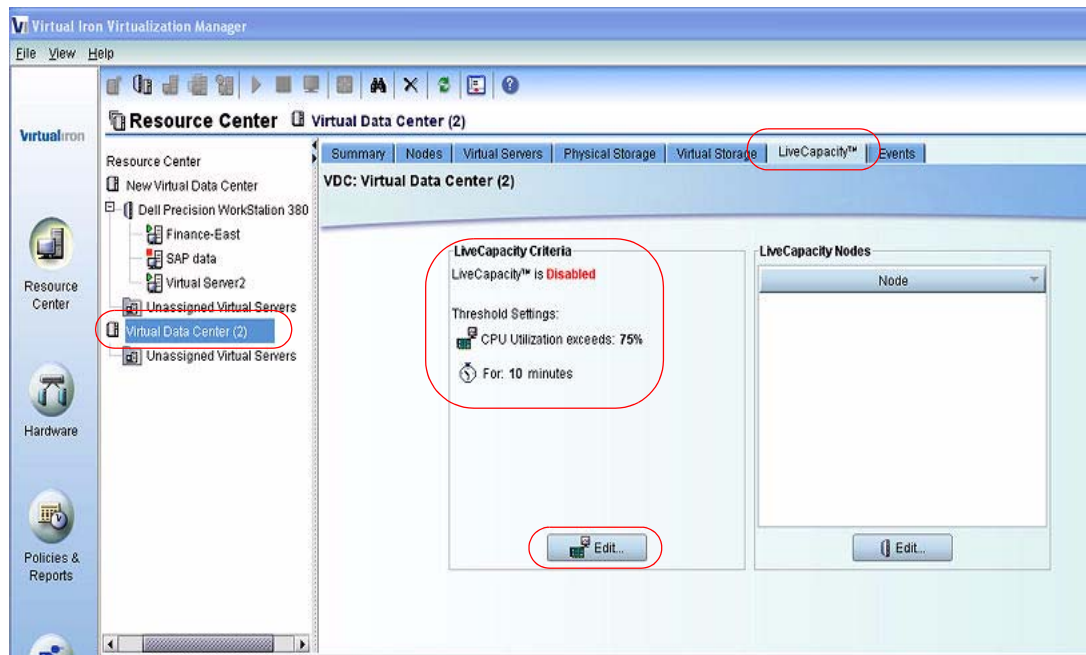 Virtual Iron Virtualization Manager
File View Help
Resource Center Virtual Data Center (2)
Virtualiron
Resource Center
New Virtual Data Center
Dell Precision WorkStation 380
Finance-East
SAP data
Virtual Server2
Unassigned Virtual Servers
Virtual Data Center (2)
Unassigned Virtual Servers
Resource
Center
Hardware
Policies &
Reports
Summary Nodes Virtual Servers Physical Storage Virtual Storage LiveCapacity™ Events
VDC: Virtual Data Center (2)
LiveCapacity Criteria
LiveCapacity™ is Disabled
Threshold Settings:
CPU Utilization exceeds: 75%
For: 10 minutes
Edit...
LiveCapacity Nodes
Node
Edit...